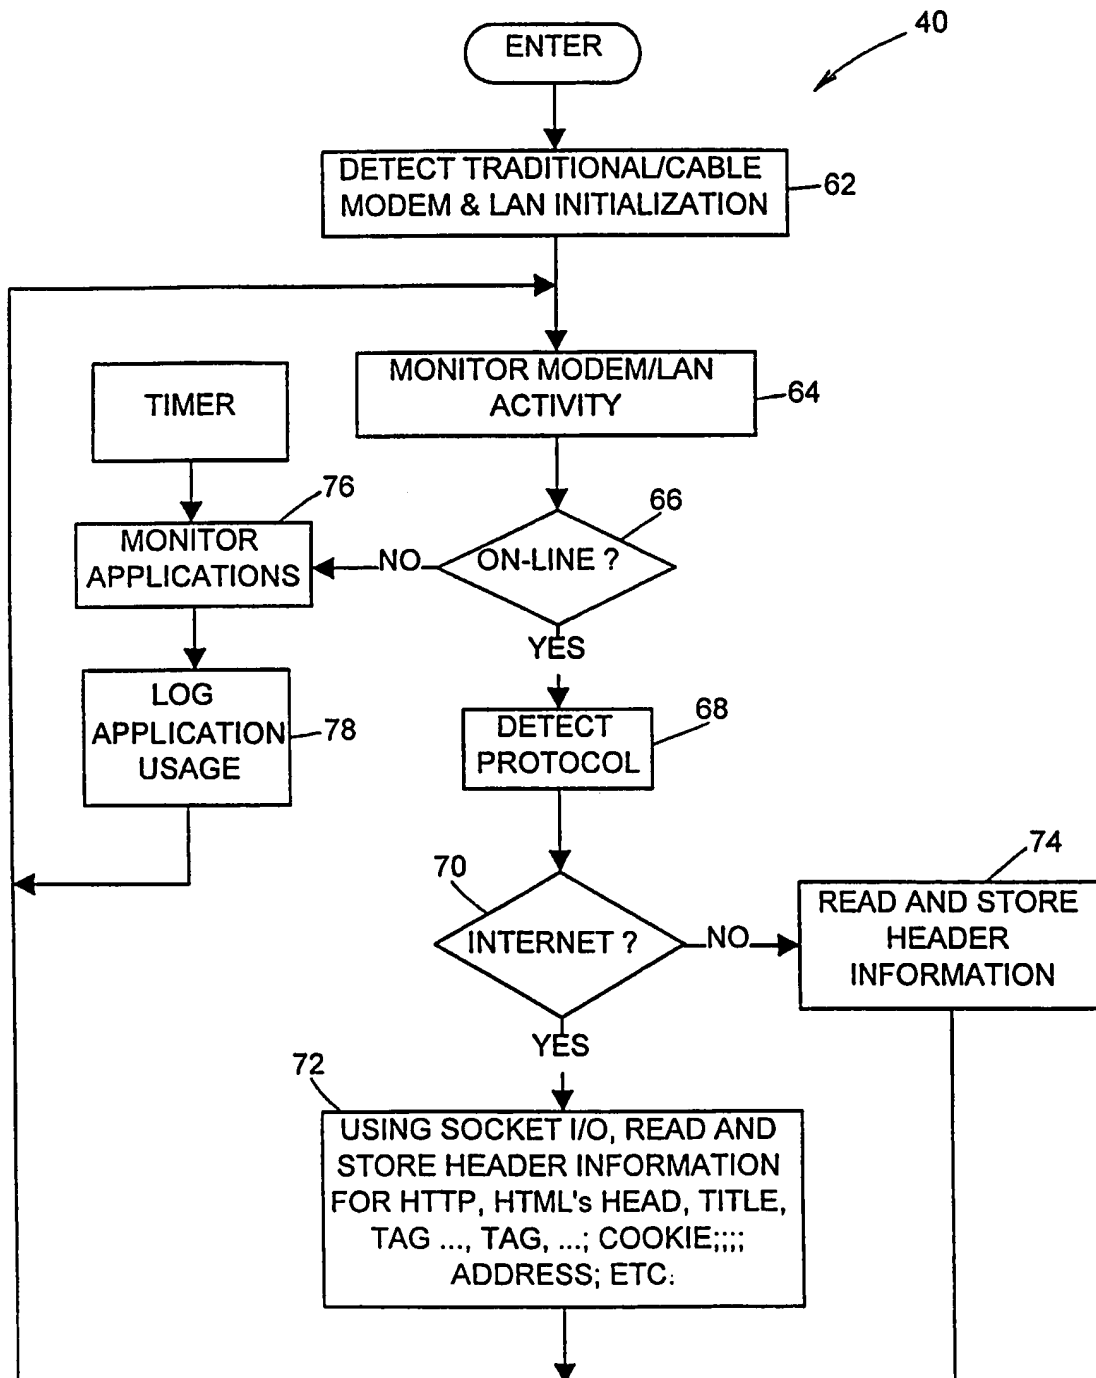 40
ENTER
DETECT TRADITIONAL/CABLE
MODEM & LAN INITIALIZATION
62
MONITOR MODEM/LAN
ACTIVITY
64
TIMER
76
MONITOR
APPLICATIONS
NO
ON-LINE ?
66
YES
LOG
APPLICATION
USAGE
78
DETECT
PROTOCOL
68
70
INTERNET ?
NO
74
READ AND STORE
HEADER
INFORMATION
YES
72
USING SOCKET I/O, READ AND
STORE HEADER INFORMATION
FOR HTTP, HTML's HEAD, TITLE,
TAG ..., TAG, ...; COOKIE;;;;
ADDRESS; ETC.